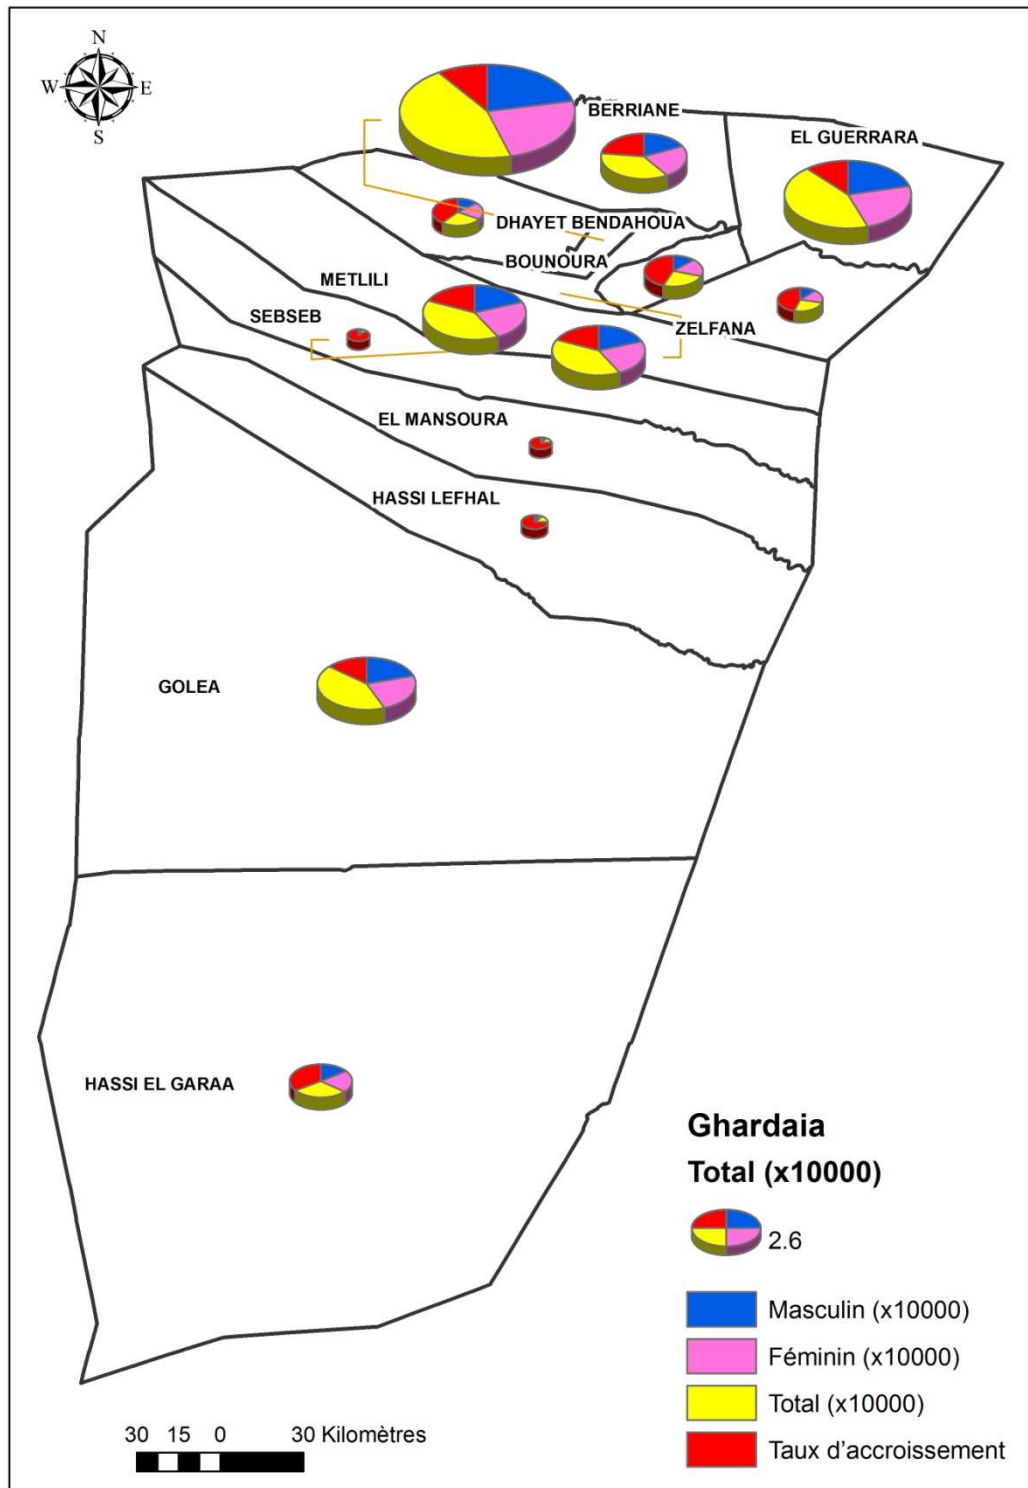 N
W E
S
BERRIANE
EL GUERRARA
DHAYET BENDAHOUA
BOUNOURA
METLILI
SEBSEB
ZELFANA
EL MANSOURA
HASSI LEFHAL
GOLEA
HASSI EL GARAA
Ghardaia
Total (x10000)
2.6
Masculin (x10000)
Féminin (x10000)
Total (x10000)
Taux d'accroissement
30 15 0 30 Kilomètres